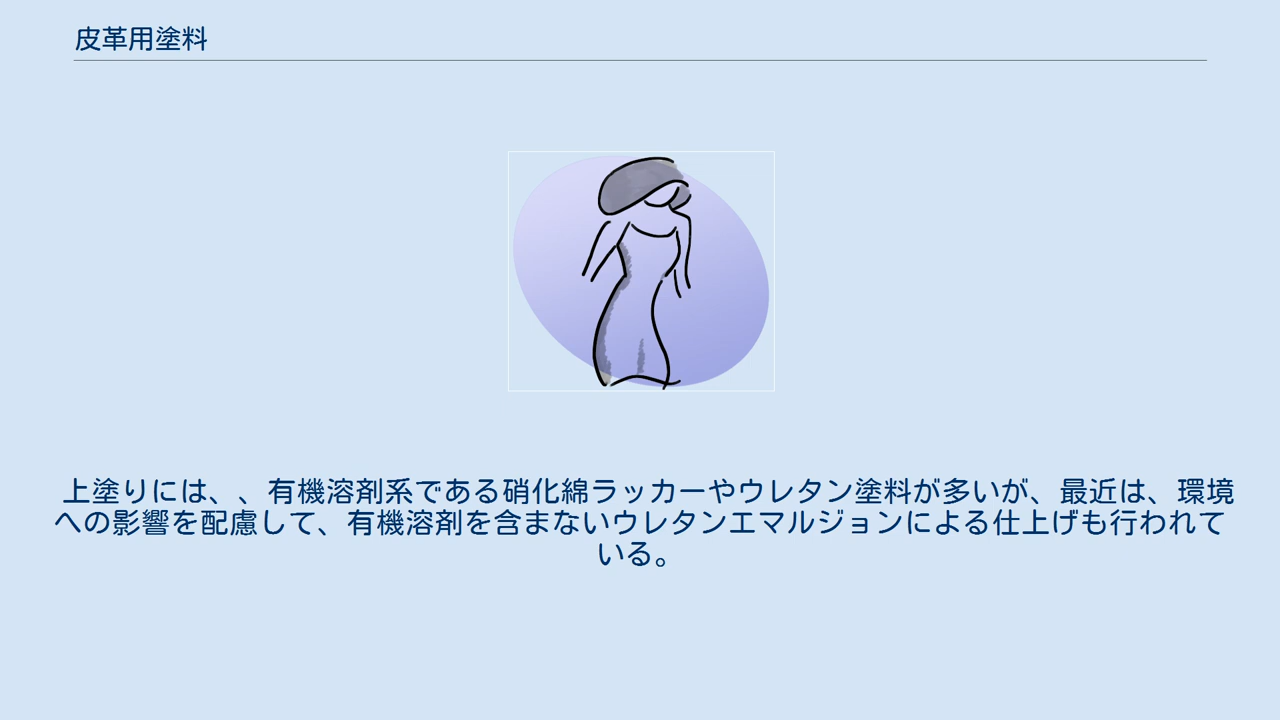 皮革用塗料
上塗りには、、有機溶剤系である硝化綿ラッカーやウレタン塗料が多いが、最近は、環境
への影響を配慮して、有機溶剤を含まないウレタンエマルジョンによる仕上げも行われて
いる。